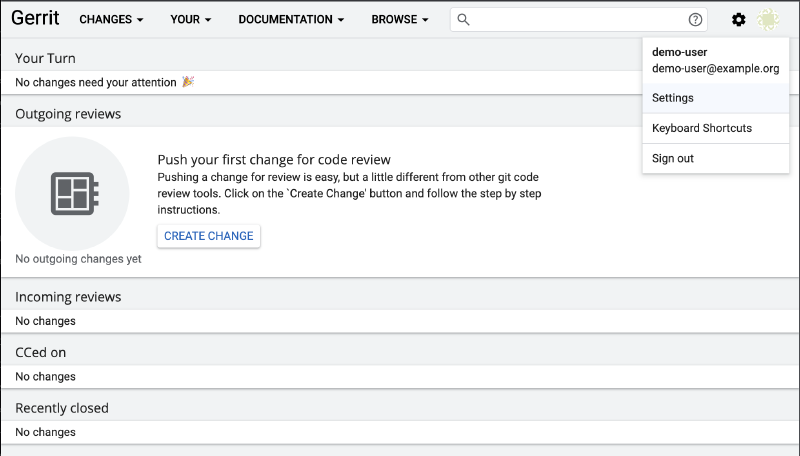 Gerrit CHANGES YOUR DOCUMENTATION BROWSE
demo-user
demo-user@example.org
Settings
Keyboard Shortcuts
Sign out
Your Turn
No changes need your attention 🎉
Outgoing reviews
Push your first change for code review
Pushing a change for review is easy, but a little different from other git code
review tools. Click on the `Create Change' button and follow the step by step
instructions.
CREATE CHANGE
No outgoing changes yet
Incoming reviews
No changes
CCed on
No changes
Recently closed
No changes